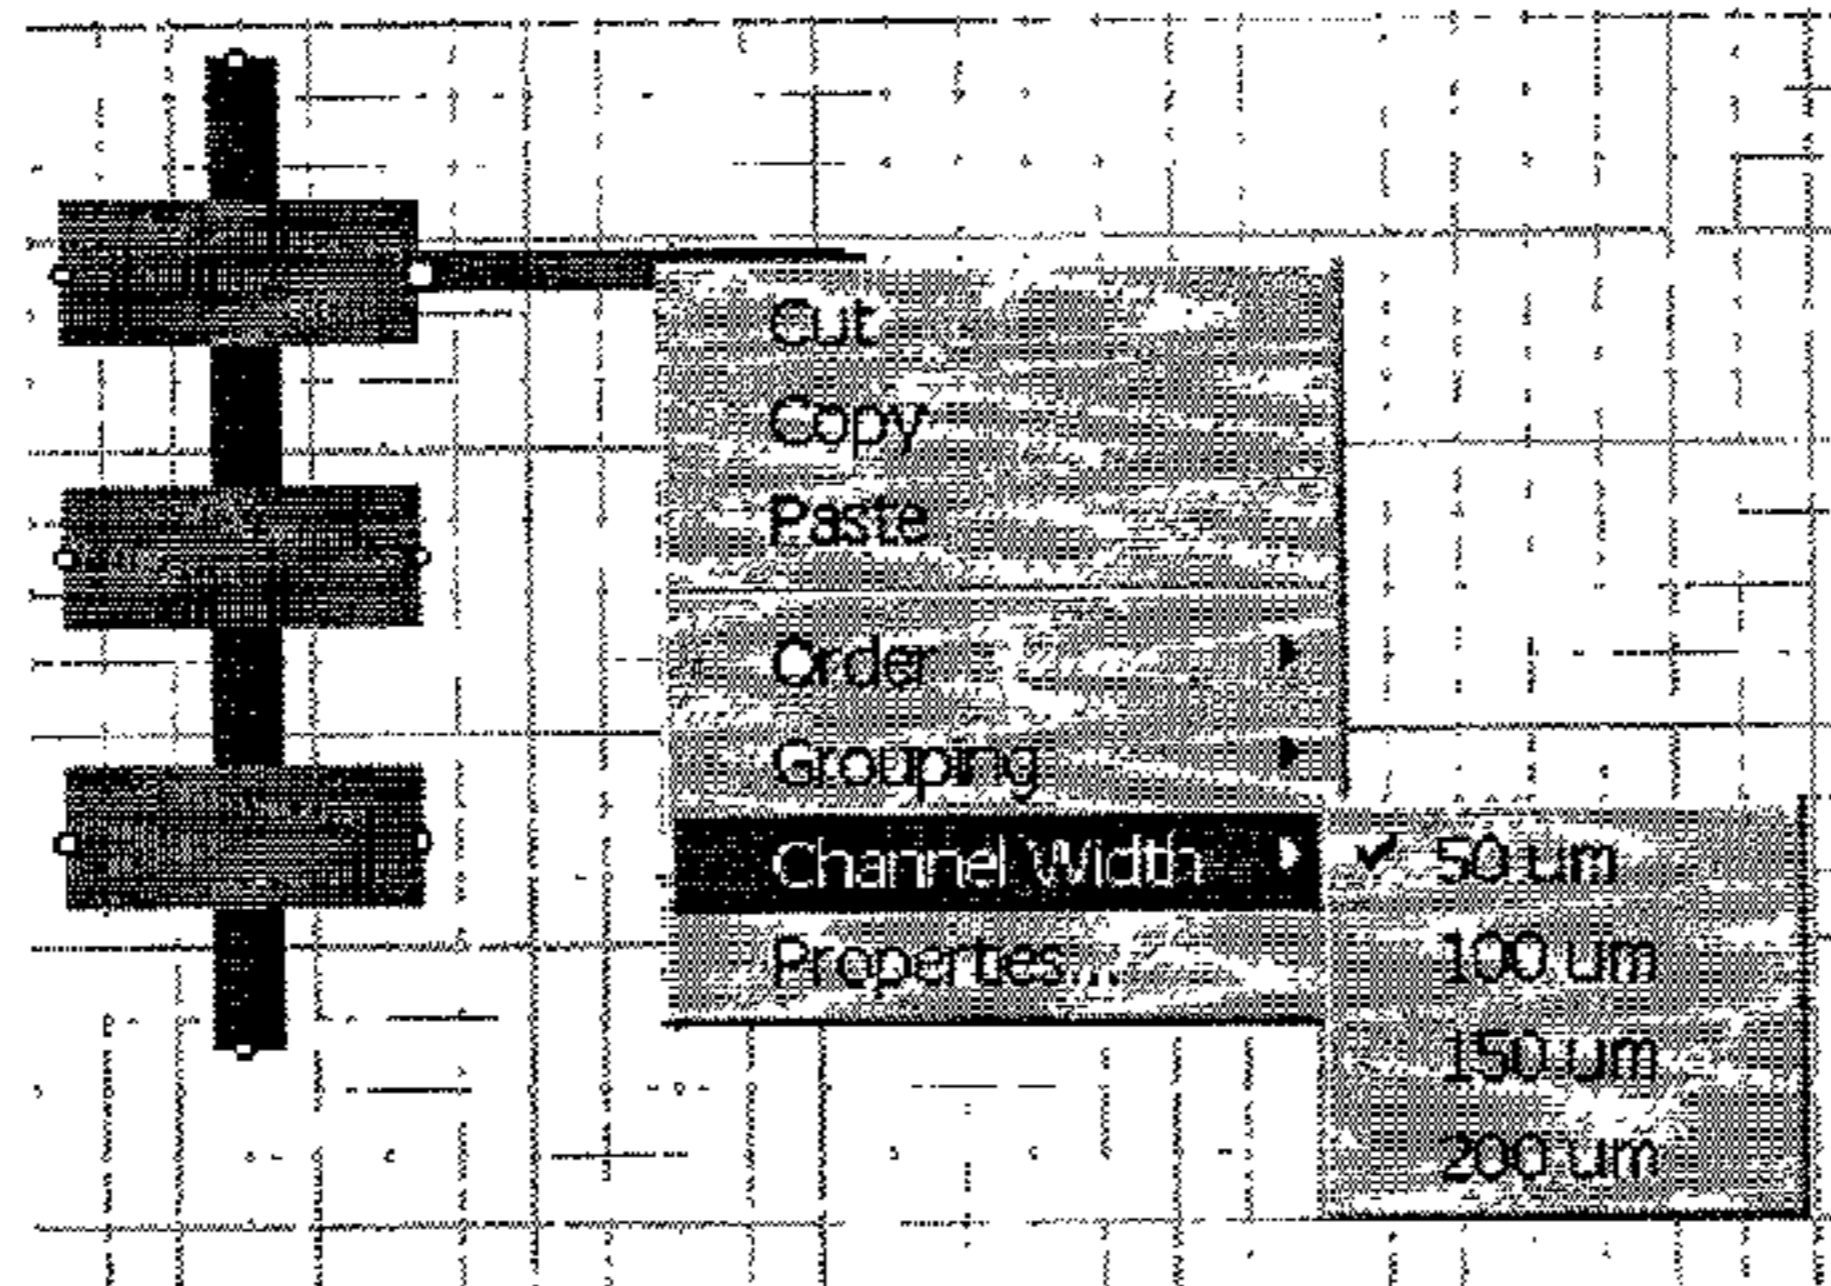 Cut
Copy
Paste
Order
Grouping
Channel Width
Properties...
50 um
100 um
150 um
200 um